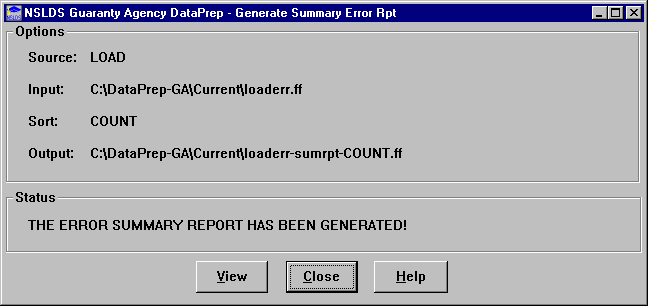 NSLDS Guaranty Agency DataPrep - Generate Summary Error Rpt
Options
Source: LOAD
Input: C:\DataPrep-GA\Current\loaderr.ff
Sort: COUNT
Output: C:\DataPrep-GA\Current\loaderr-sumrpt-COUNT.ff
Status
THE ERROR SUMMARY REPORT HAS BEEN GENERATED!
View Close Help